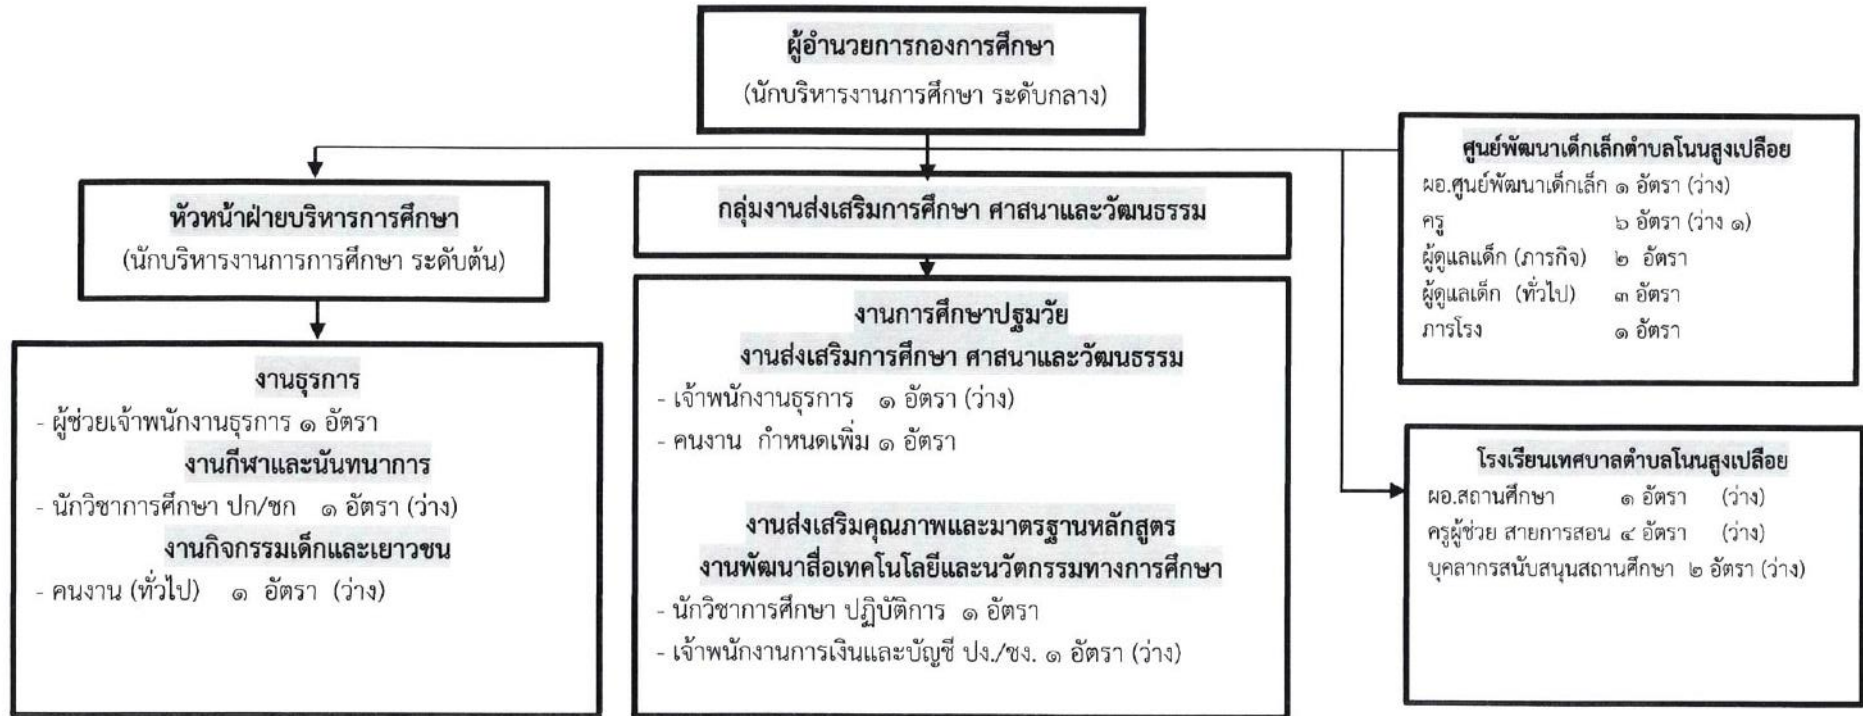 ผู้อำนวยการกองการศึกษา
(นักบริหารงานการศึกษา ระดับกลาง)
หัวหน้าฝ่ายบริหารการศึกษา
(นักบริหารงานการการศึกษา ระดับต้น)
งานธุรการ
- ผู้ช่วยเจ้าพนักงานธุรการ ๑ อัตรา
งานกีฬาและนันทนาการ
- นักวิชาการศึกษา ปก/ชก ๑ อัตรา (ว่าง)
งานกิจกรรมเด็กและเยาวชน
- คนงาน (ทั่วไป) ๑ อัตรา (ว่าง)
กลุ่มงานส่งเสริมการศึกษา ศาสนาและวัฒนธรรม
งานการศึกษาปฐมวัย
งานส่งเสริมการศึกษา ศาสนาและวัฒนธรรม
- เจ้าพนักงานธุรการ ๑ อัตรา (ว่าง)
- คนงาน กำหนดเพิ่ม ๑ อัตรา
งานส่งเสริมคุณภาพและมาตรฐานหลักสูตร
งานพัฒนาสื่อเทคโนโลยีและนวัตกรรมทางการศึกษา
- นักวิชาการศึกษา ปฏิบัติการ ๑ อัตรา
- เจ้าพนักงานการเงินและบัญชี ปง./ชง. ๑ อัตรา (ว่าง)
ศูนย์พัฒนาเด็กเล็กตำบลโนนสูงเปลือย
ผอ.ศูนย์พัฒนาเด็กเล็ก ๑ อัตรา (ว่าง)
ครู ๖ อัตรา (ว่าง ๑)
ผู้ดูแลแด็ก (ภารกิจ) ๒ อัตรา
ผู้ดูแลเด็ก (ทั่วไป) ๓ อัตรา
ภารโรง ๑ อัตรา
โรงเรียนเทศบาลตำบลโนนสูงเปลือย
ผอ.สถานศึกษา ๑ อัตรา (ว่าง)
ครูผู้ช่วย สายการสอน ๔ อัตรา (ว่าง)
บุคลากรสนับสนุนสถานศึกษา ๒ อัตรา (ว่าง)